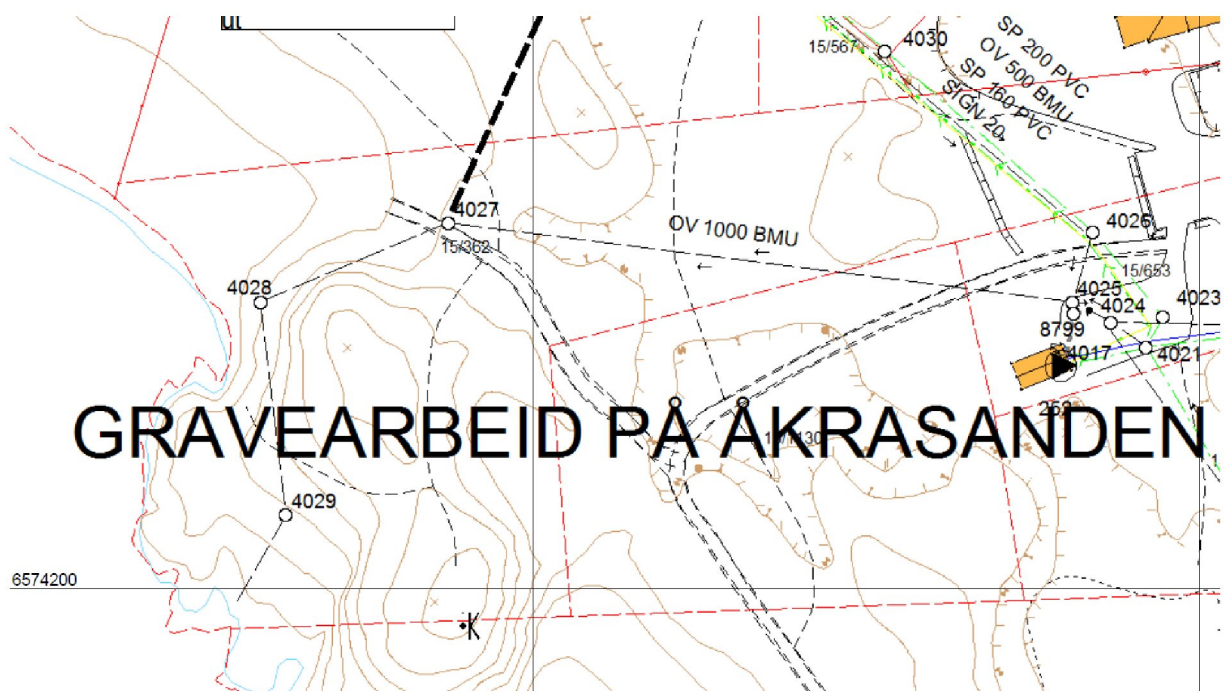 ut
15/567
4030
SP 200 PVC
OV 500 BMU
SP 160 PVC
SIGN 20
4027
15/362
OV 1000 BMU
4026
15/653
4028
4025
4024
4023
8799
4017
4021
GRAVEARBEID PÅ ÅKRASANDEN
4029
6574200
K